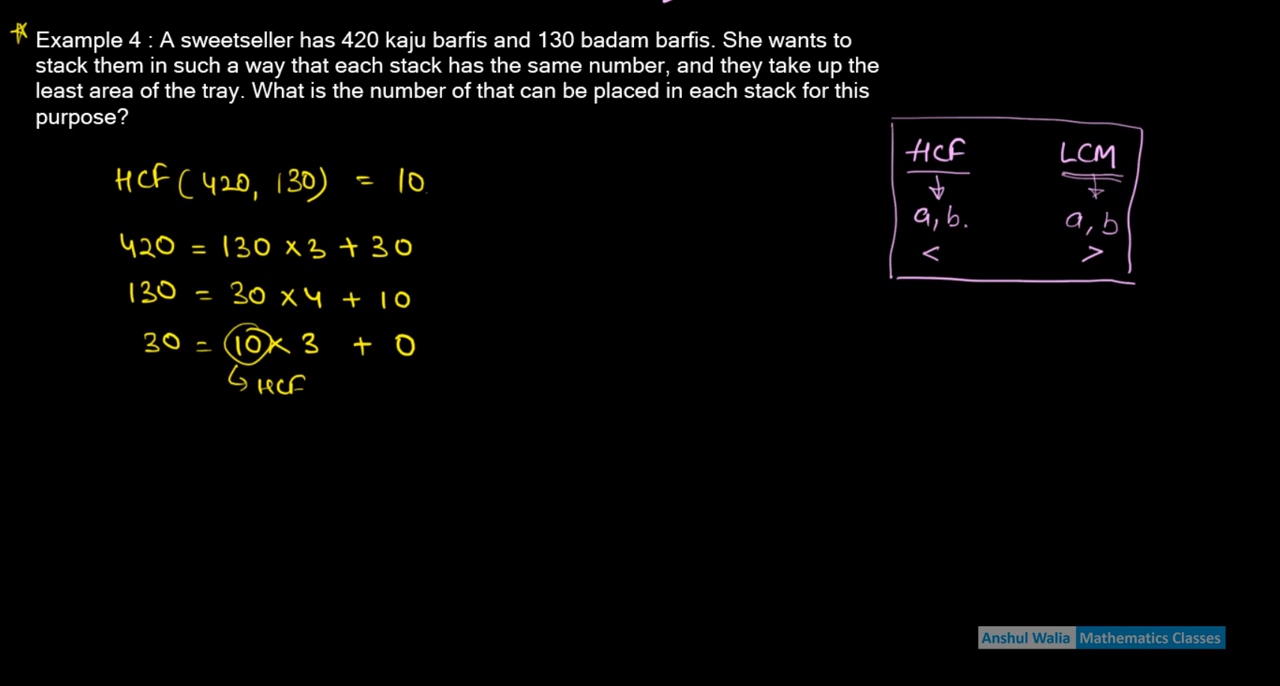 Example 4 : A sweetseller has 420 kaju barfis and 130 badam barfis. She wants to
stack them in such a way that each stack has the same number, and they take up the
least area of the tray. What is the number of that can be placed in each stack for this
purpose?
HCF (420, 130) = 10
420 = 130 × 3 + 30
130 = 30 × 4 + 10
30 = 10 × 3 + 0
↳ HCF
HCF LCM
↓ ↓
a, b. a, b
< >
Anshul Walia Mathematics Classes